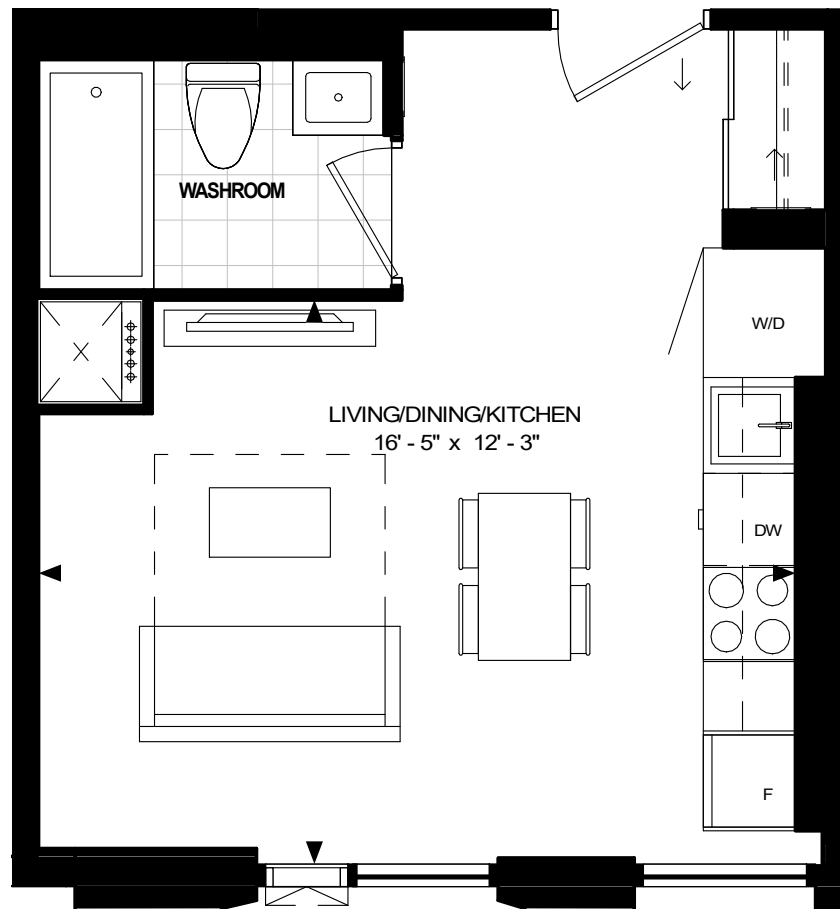 WASHROOM
W/D
LIVING/DINING/KITCHEN
16' - 5" x 12' - 3"
DW
F